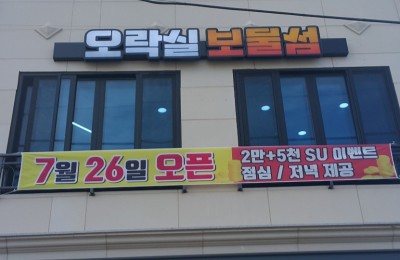 오락실 보물섬
7월 26일 오픈
2만+5천 SU 이벤트
점심 / 저녁 제공